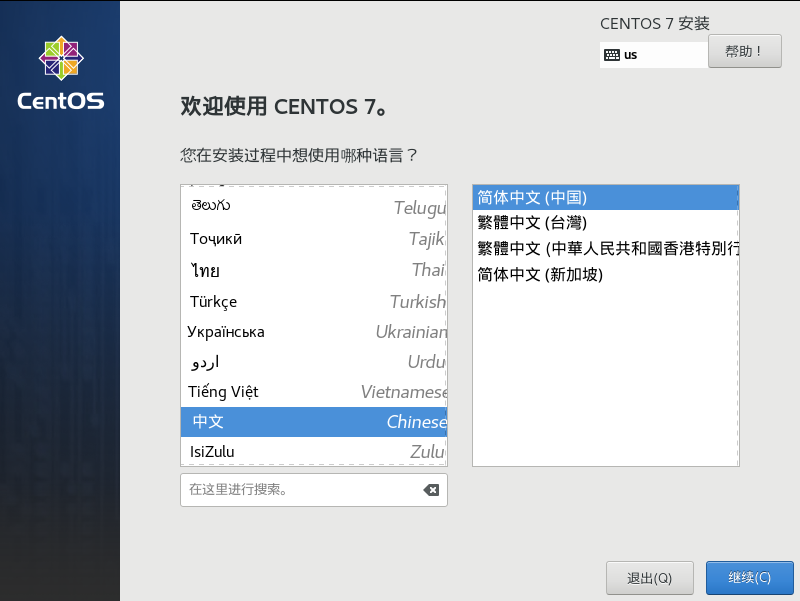 CentOS
CENTOS 7 安装
us
帮助！
欢迎使用 CENTOS 7。
您在安装过程中想使用哪种语言？
తెలుగు Telugu
Тоҷикӣ Tajik
ไทย Thai
Türkçe Turkish
Українська Ukrainian
اردو Urdu
Tiếng Việt Vietnamese
中文 Chinese
IsiZulu Zulu
简体中文 (中国)
繁體中文 (台灣)
繁體中文 (中華人民共和國香港特別行
简体中文 (新加坡)
在这里进行搜索。
退出(Q)
继续(C)